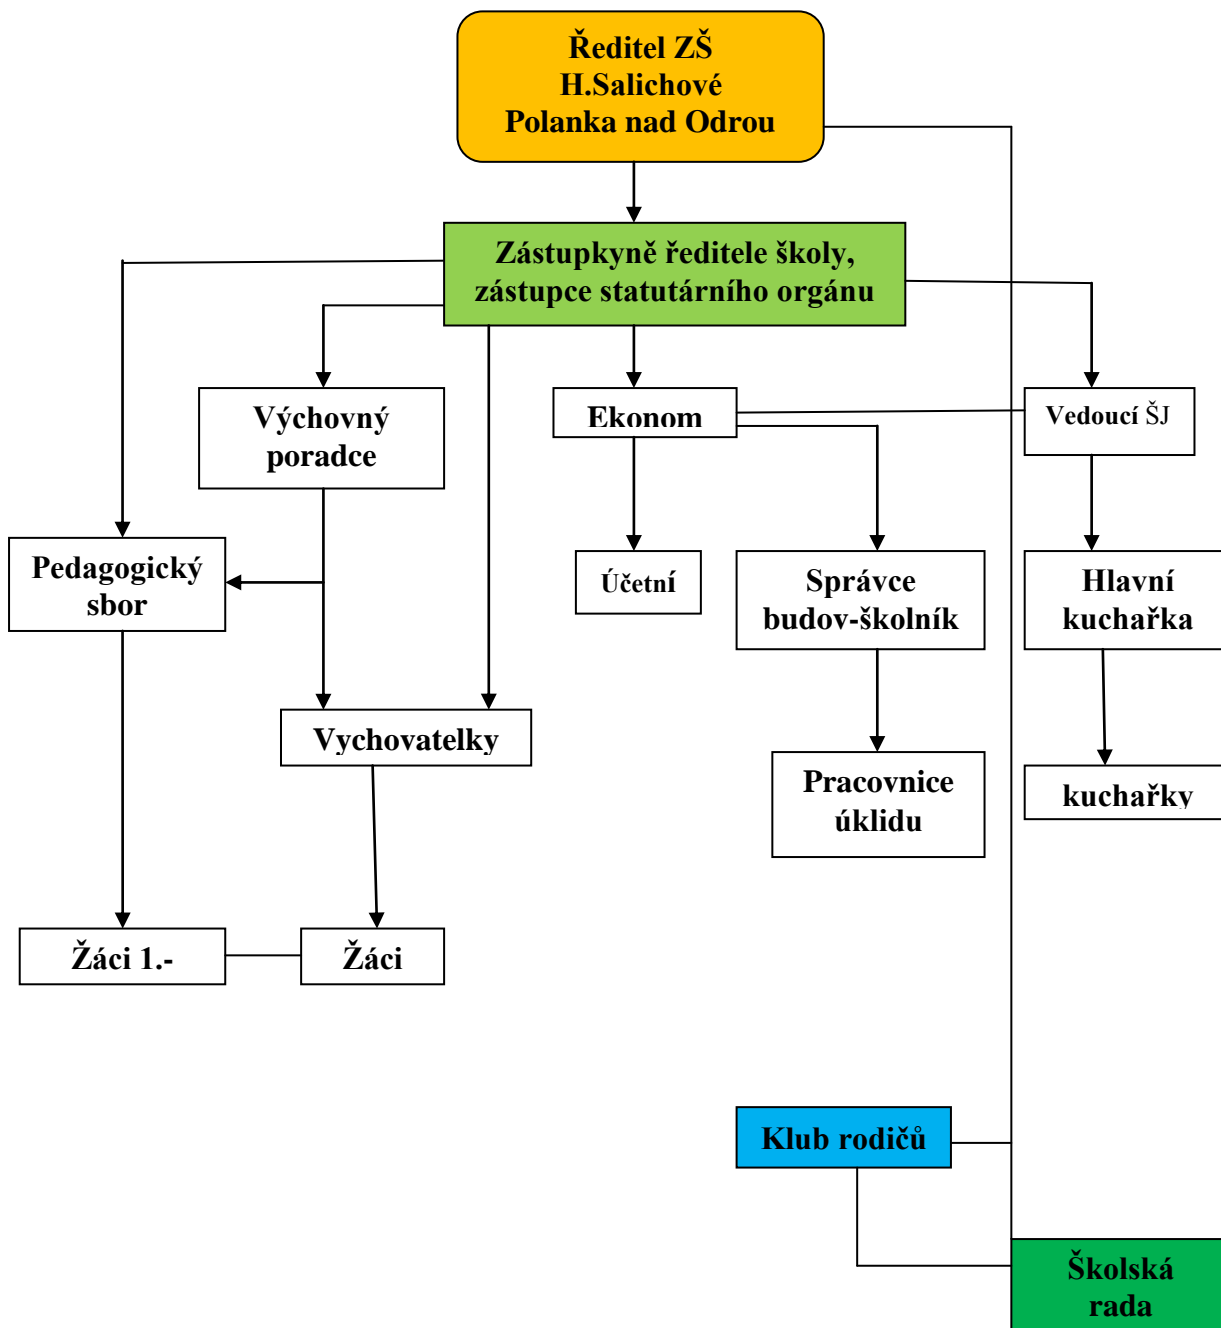 Ředitel ZŠ
H.Salichové
Polanka nad Odrou
Zástupkyně ředitele školy,
zástupce statutárního orgánu
Výchovný
poradce
Ekonom
Vedoucí ŠJ
Pedagogický
sbor
Účetní
Správce
budov-školník
Hlavní
kuchařka
Vychovatelky
Pracovnice
úklidu
kuchařky
Žáci 1.-
Žáci
Klub rodičů
Školská
rada